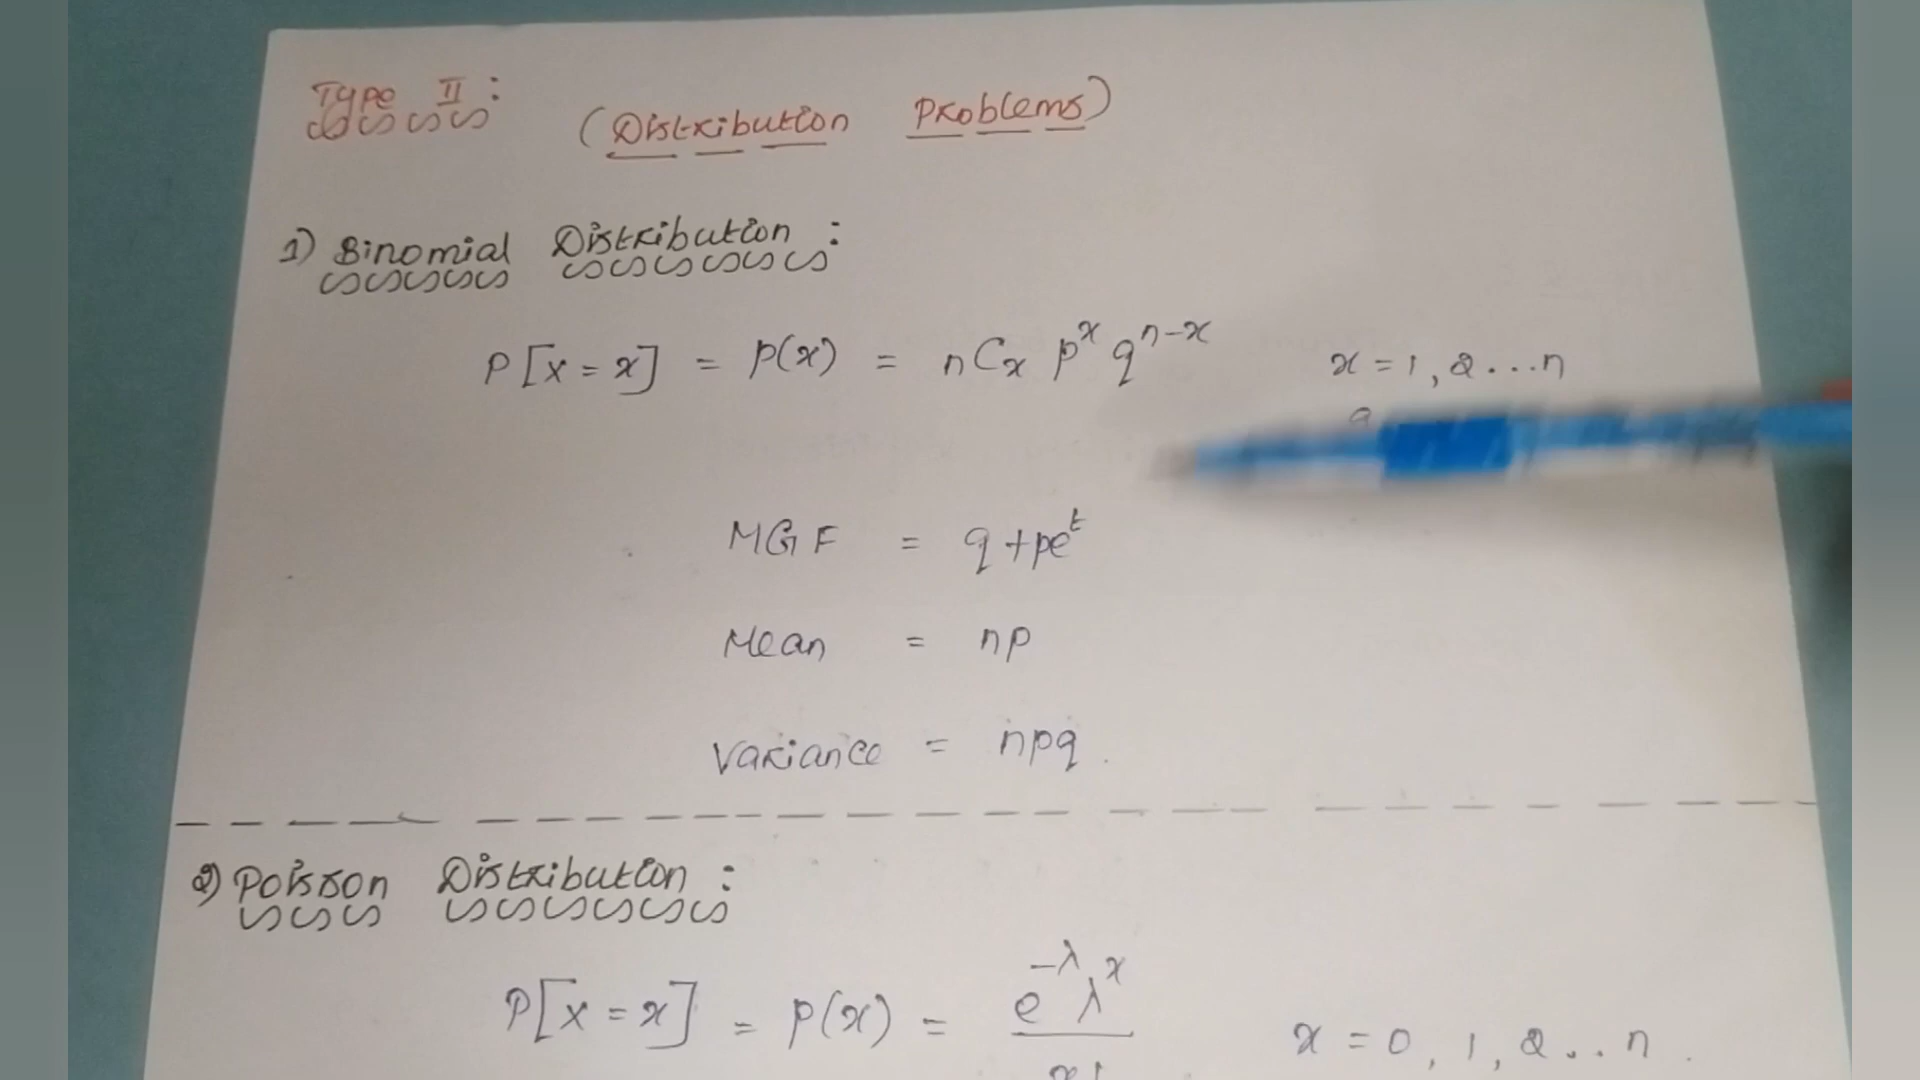 Type II :
(Distribution Problems)
1) Binomial Distribution :
P[X = x] = P(x) = nCx p^x q^{n-x} x = 1, 2 ... n
MGF = q + pe^t
Mean = np
Variance = npq .
2) Poisson Distribution :
P[X = x] = P(x) = e^{-λ} λ^x / x! x = 0, 1, 2 ... n .